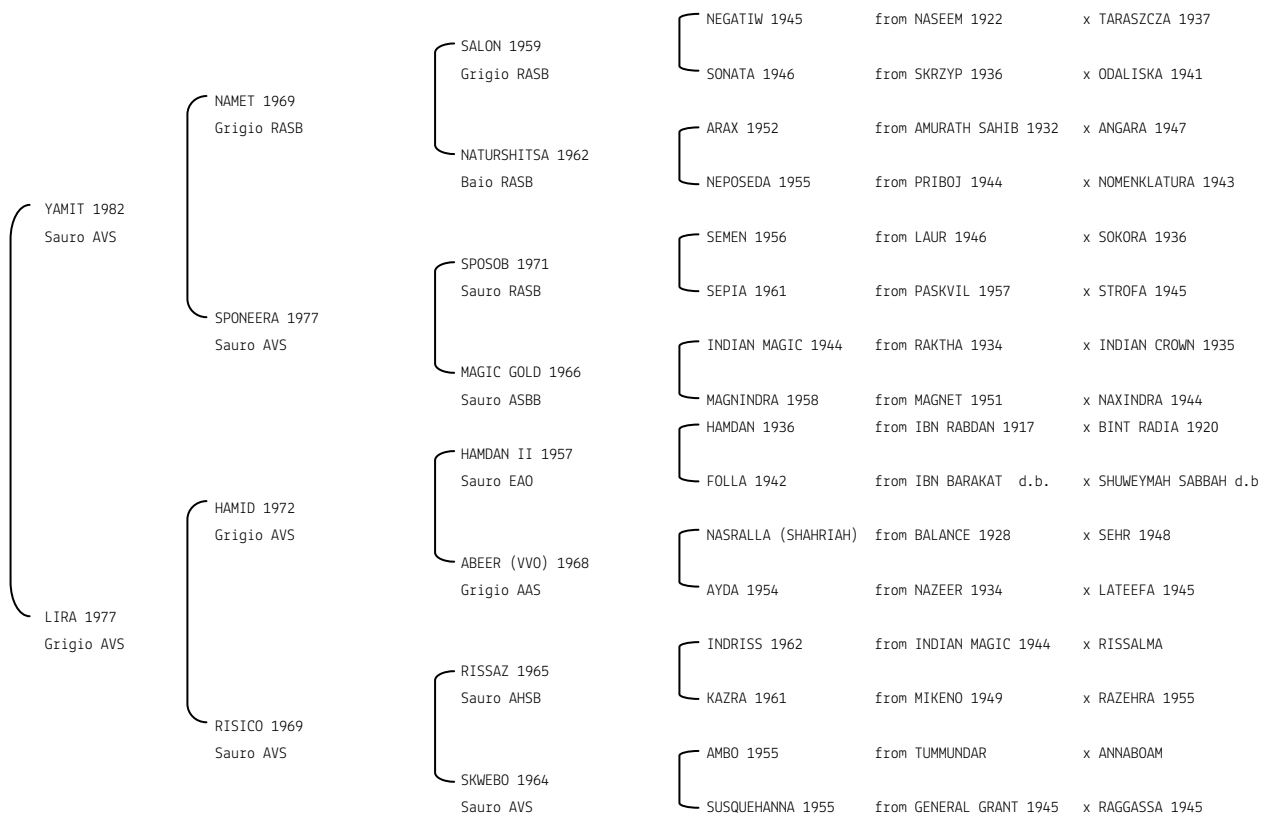 NEGATIW 1945 from NASEEM 1922 x TARASZCZA 1937
SALON 1959
Grigio RASB
SONATA 1946 from SKRZYP 1936 x ODALISKA 1941
NAMET 1969
Grigio RASB
ARAX 1952 from AMURATH SAHIB 1932 x ANGARA 1947
NATURSHITSA 1962
Baio RASB
NEPOSEDA 1955 from PRIBOJ 1944 x NOMENKLATURA 1943
YAMIT 1982
Sauro AVS
SEMEN 1956 from LAUR 1946 x SOKORA 1936
SPOSOB 1971
Sauro RASB
SEPIA 1961 from PASKVIL 1957 x STROFA 1945
SPONEERA 1977
Sauro AVS
INDIAN MAGIC 1944 from RAKTHA 1934 x INDIAN CROWN 1935
MAGIC GOLD 1966
Sauro ASBB
MAGNINDRA 1958 from MAGNET 1951 x NAXINDRA 1944
HAMDAN 1936 from IBN RABDAN 1917 x BINT RADIA 1920
HAMDAN II 1957
Sauro EAO
FOLLA 1942 from IBN BARAKAT d.b. x SHUWEYMAH SABBAH d.b
HAMID 1972
Grigio AVS
NASRALLA (SHAHRIAH) from BALANCE 1928 x SEHR 1948
ABEER (VVO) 1968
Grigio AAS
AYDA 1954 from NAZEER 1934 x LATEEFA 1945
LIRA 1977
Grigio AVS
INDRISS 1962 from INDIAN MAGIC 1944 x RISSALMA
RISSAZ 1965
Sauro AHSB
KAZRA 1961 from MIKENO 1949 x RAZEHRA 1955
RISICO 1969
Sauro AVS
AMBO 1955 from TUMMUNDAR x ANNABOAM
SKWEBO 1964
Sauro AVS
SUSQUEHANNA 1955 from GENERAL GRANT 1945 x RAGGASSA 1945